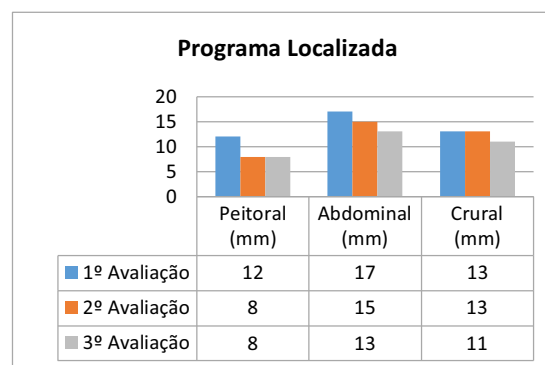 Programa Localizada
20
15
10
5
0
Peitoral (mm) Abdominal (mm) Crural (mm)
1º Avaliação 12 17 13
2º Avaliação 8 15 13
3º Avaliação 8 13 11